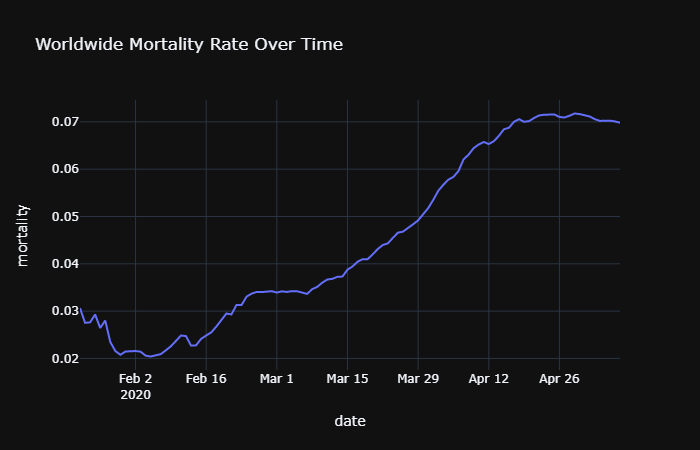 Worldwide Mortality Rate Over Time
mortality
0.07
0.06
0.05
0.04
0.03
0.02
Feb 2
2020
Feb 16
Mar 1
Mar 15
Mar 29
Apr 12
Apr 26
date